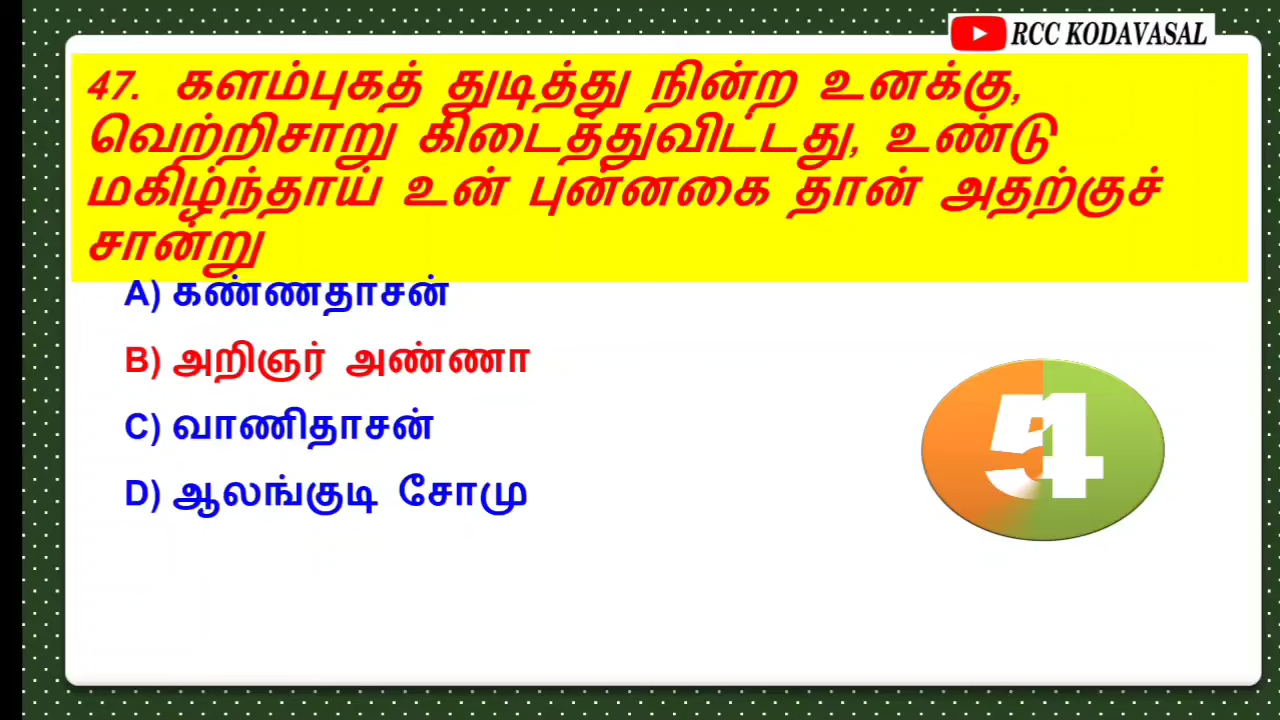 RCC KODAVASAL
47. களம்புகத் துடித்து நின்ற உனக்கு,
வெற்றிசாறு கிடைத்துவிட்டது, உண்டு
மகிழ்ந்தாய் உன் புன்னகை தான் அதற்குச்
சான்று
A) கண்ணதாசன்
B) அறிஞர் அண்ணா
C) வாணிதாசன்
D) ஆலங்குடி சோமு